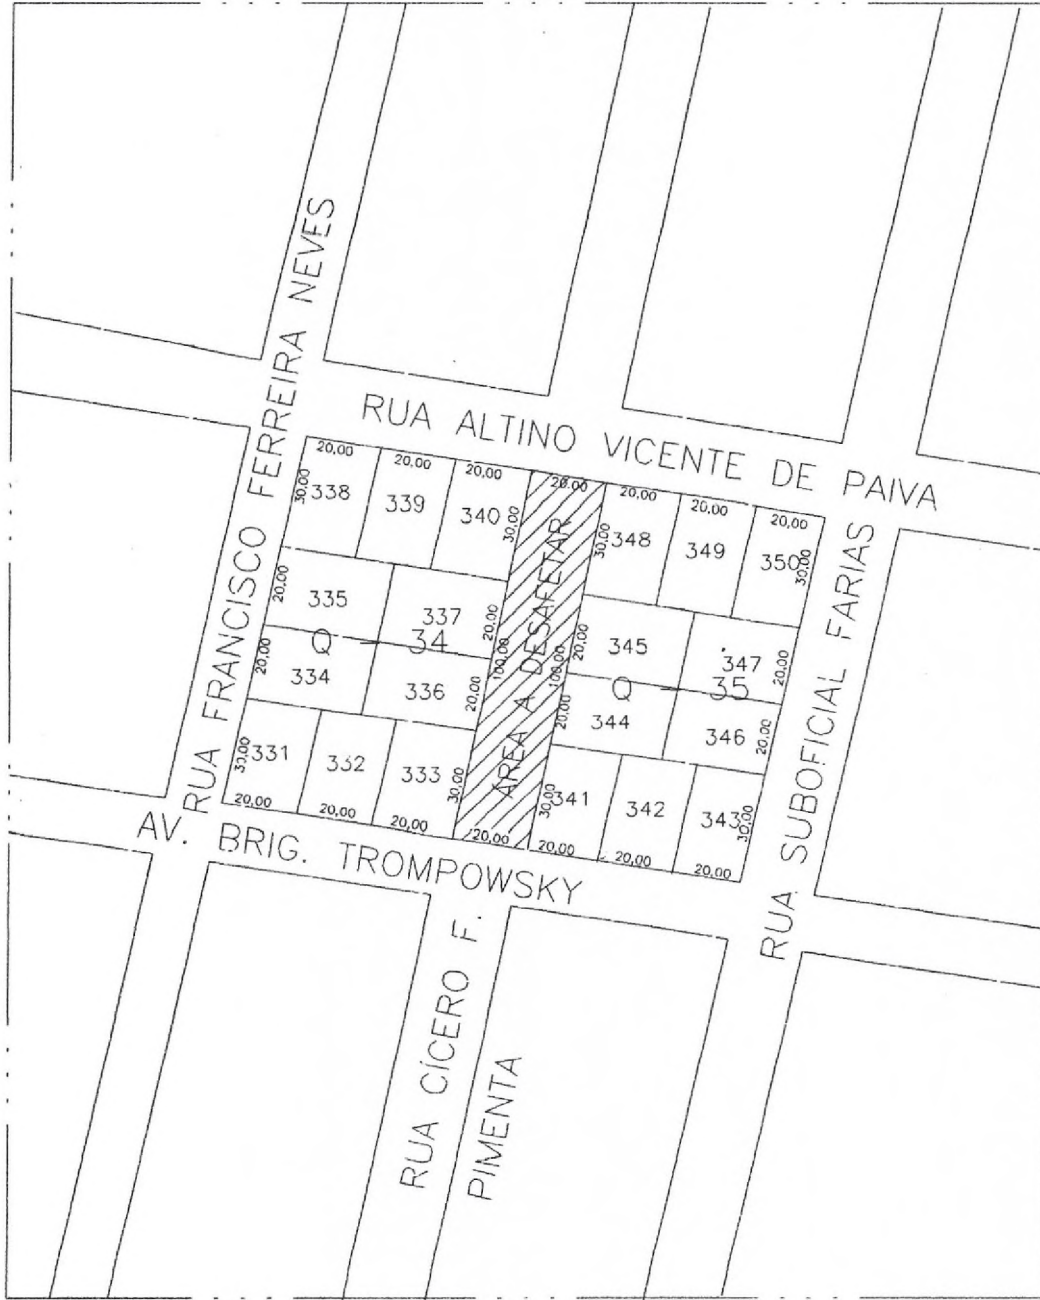 RUA FRANCISCO FERREIRA NEVES
RUA ALTINO VICENTE DE PAIVA
20,00 20,00 20,00 20,00 20,00 20,00 20,00
30,00 338 339 340 30,00 30,00 348 349 350 30,00
20,00 335 337 20,00 20,00 345 347 20,00
Q - 34 100,00 ÁREA A DESAFETAR 100,00 Q - 35
20,00 334 336 20,00 20,00 344 346 20,00
30,00 331 332 333 30,00 30,00 341 342 343 30,00
20,00 20,00 20,00 20,00 20,00 20,00 20,00
RUA SUBOFICIAL FARIAS
AV. BRIG. TROMPOWSKY
RUA CÍCERO F.
PIMENTA